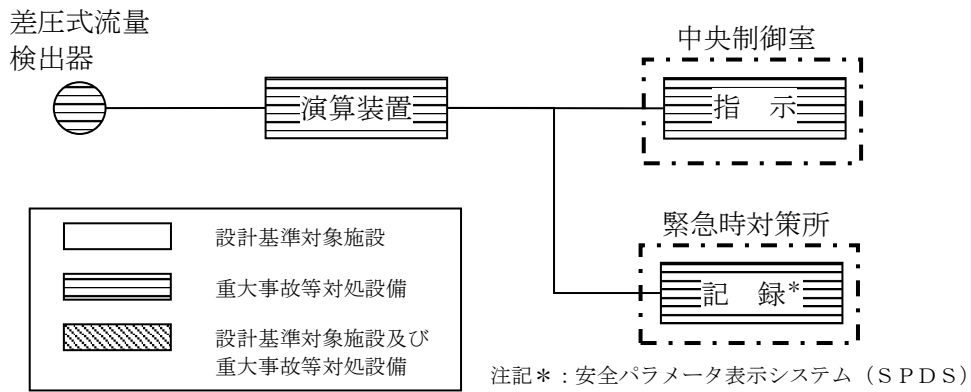 差圧式流量
検出器
中央制御室
演算装置
指　示
緊急時対策所
記　録*
設計基準対象施設
重大事故等対処設備
設計基準対象施設及び
重大事故等対処設備
注記＊：安全パラメータ表示システム（ＳＰＤＳ）